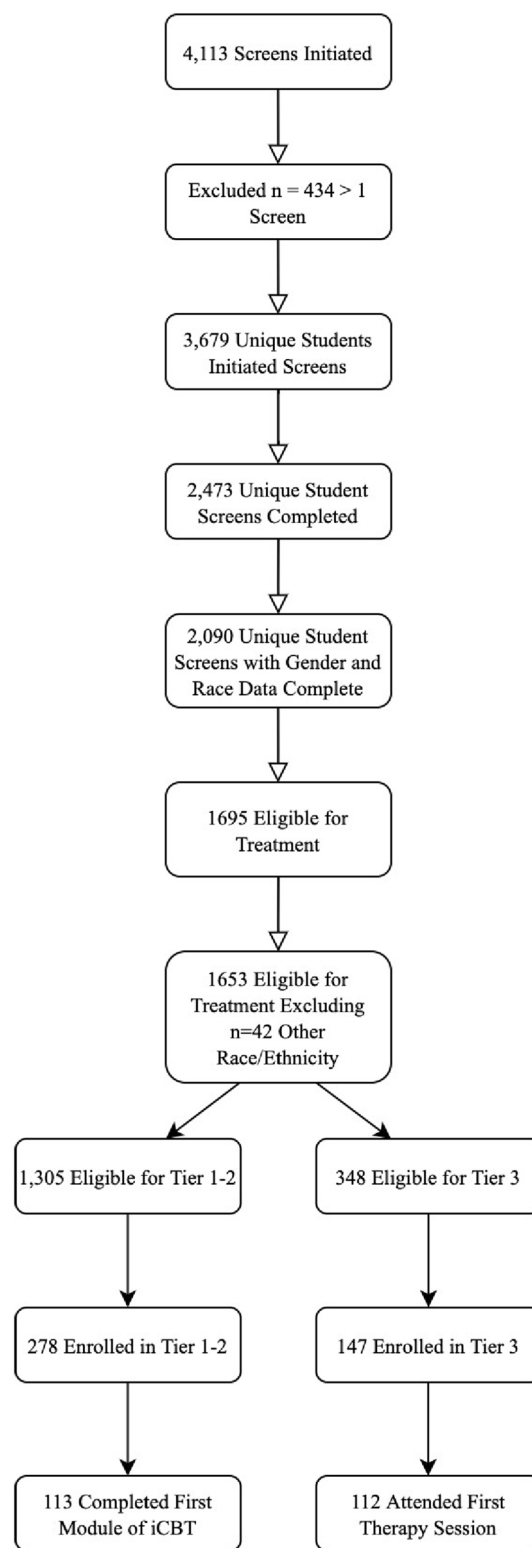 4,113 Screens Initiated
Excluded n = 434 > 1
Screen
3,679 Unique Students
Initiated Screens
2,473 Unique Student
Screens Completed
2,090 Unique Student
Screens with Gender and
Race Data Complete
1695 Eligible for
Treatment
1653 Eligible for
Treatment Excluding
n=42 Other
Race/Ethnicity
1,305 Eligible for Tier 1-2
348 Eligible for Tier 3
278 Enrolled in Tier 1-2
147 Enrolled in Tier 3
113 Completed First
Module of iCBT
112 Attended First
Therapy Session